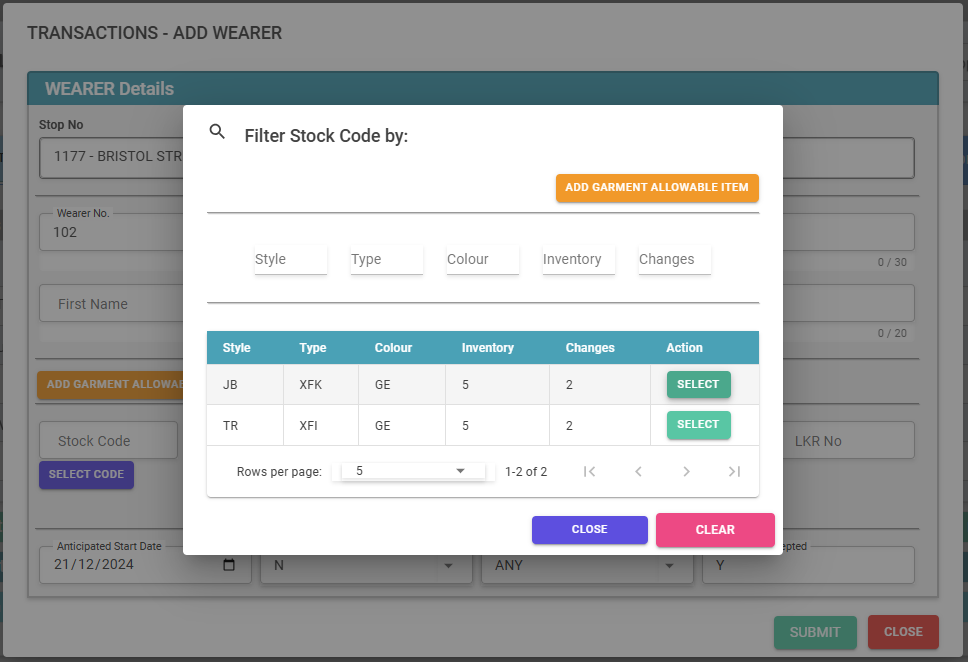 TRANSACTIONS - ADD WEARER
WEARER Details
Stop No
1177 - BRISTOL STR
Wearer No.
102
0 / 30
First Name
0 / 20
ADD GARMENT ALLOWABL
Stock Code
LKR No
SELECT CODE
Anticipated Start Date
21/12/2024
N
ANY
Y
Filter Stock Code by:
ADD GARMENT ALLOWABLE ITEM
Style Type Colour Inventory Changes
Style Type Colour Inventory Changes Action
JB XFK GE 5 2 SELECT
TR XFI GE 5 2 SELECT
Rows per page: 5 1-2 of 2
CLOSE CLEAR
SUBMIT CLOSE